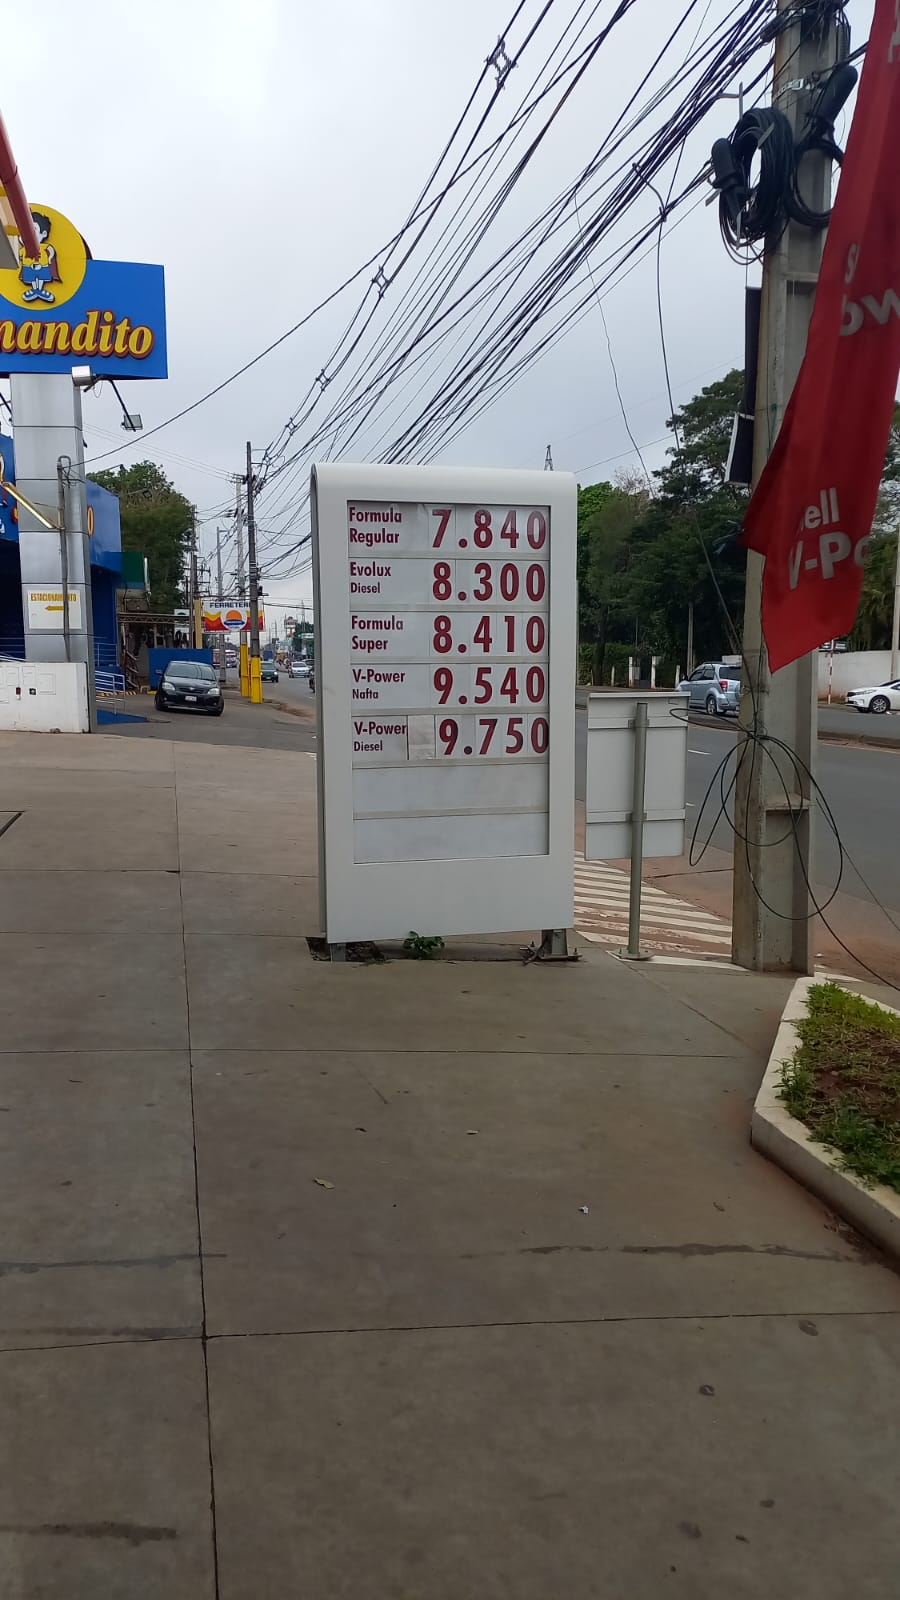 nandito
ESTACIONAMIENTO
FERRETERI
Formula
Regular
7.840
Evolux
Diesel
8.300
Formula
Super
8.410
V-Power
Nafta
9.540
V-Power
Diesel
9.750
ell
V-Po